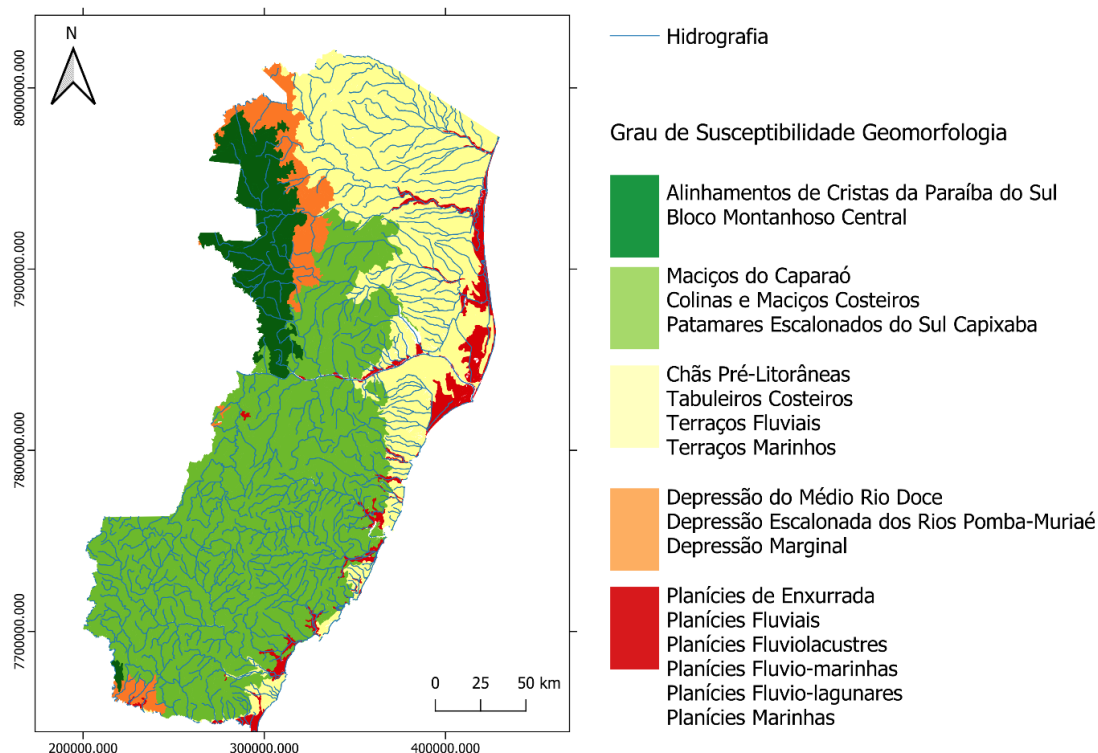 N
8000000.000
7900000.000
7800000.000
7700000.000
200000.000
300000.000
400000.000
0 25 50 km
Hidrografia
Grau de Susceptibilidade Geomorfologia
Alinhamentos de Cristas da Paraíba do Sul
Bloco Montanhoso Central
Maciços do Caparaó
Colinas e Maciços Costeiros
Patamares Escalonados do Sul Capixaba
Chãs Pré-Litorâneas
Tabuleiros Costeiros
Terraços Fluviais
Terraços Marinhos
Depressão do Médio Rio Doce
Depressão Escalonada dos Rios Pomba-Muriaé
Depressão Marginal
Planícies de Enxurrada
Planícies Fluviais
Planícies Fluviolacustres
Planícies Fluvio-marinhas
Planícies Fluvio-lagunares
Planícies Marinhas